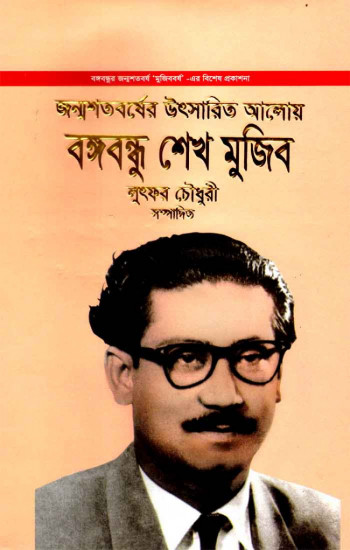 বঙ্গবন্ধুর জন্মশতবর্ষ 'মুজিববর্ষ' -এর বিশেষ প্রকাশনা
জন্মশতবর্ষের উৎসারিত আলোয়
বঙ্গবন্ধু শেখ মুজিব
লুৎফর চৌধুরী
সম্পাদিত